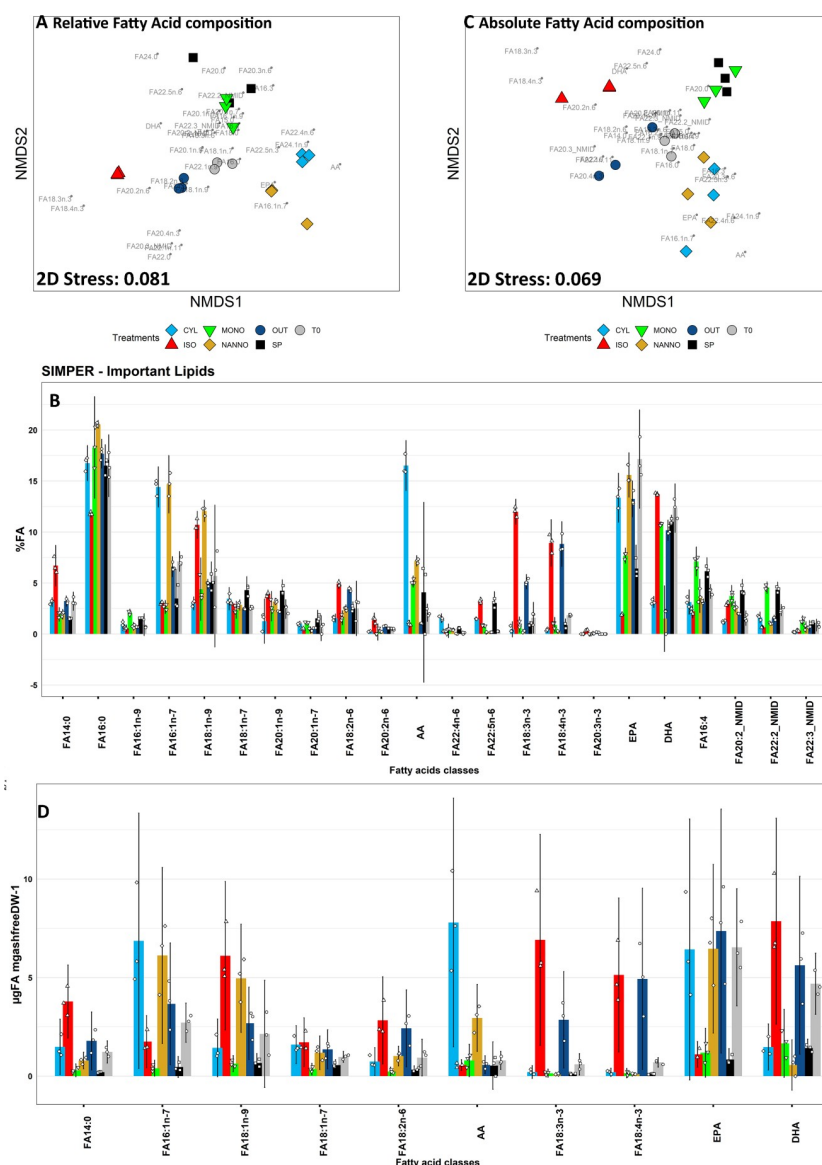 A Relative Fatty Acid composition
FA24.0
FA20.0
FA20.3n.6
FA22.5n.6
FA16.3
FA22.2_NMID
FA22.3_NMID
DHA
FA22.4n.6
FA20.1n.9
FA18.1n.7
FA22.5n.3
FA24.1n.9
AA
FA20.2n.6
FA18.1n.9
EPA
FA16.1n.7
FA18.3n.3
FA18.4n.3
FA20.4n.3
FA22.0
2D Stress: 0.081
NMDS2
NMDS1
Treatments
CYL
MONO
OUT
T0
ISO
NANNO
SP
C Absolute Fatty Acid composition
FA18.3n.3
FA24.0
FA22.5n.6
DHA
FA18.4n.3
FA20.0
FA20.2n.6
FA22.2_NMID
FA18.2n.6
FA18.1n.9
FA18.0
FA20.3_NMID
FA16.0
EPA
FA24.1n.9
FA16.1n.7
AA
2D Stress: 0.069
NMDS2
NMDS1
Treatments
CYL
MONO
OUT
T0
ISO
NANNO
SP
SIMPER - Important Lipids
B
%FA
20
15
10
5
0
-5
FA14:0
FA16:0
FA16:1n-9
FA16:1n-7
FA18:1n-9
FA18:1n-7
FA20:1n-9
FA20:1n-7
FA18:2n-6
FA20:2n-6
AA
FA22:4n-6
FA22:5n-6
FA18:3n-3
FA18:4n-3
FA20:3n-3
EPA
DHA
FA16:4
FA20:2_NMID
FA22:2_NMID
FA22:3_NMID
Fatty acids classes
D
µgFA mgashfreeDW-1
10
5
0
FA14:0
FA16:1n-7
FA18:1n-9
FA18:1n-7
FA18:2n-6
AA
FA18:3n-3
FA18:4n-3
EPA
DHA
Fatty acid classes